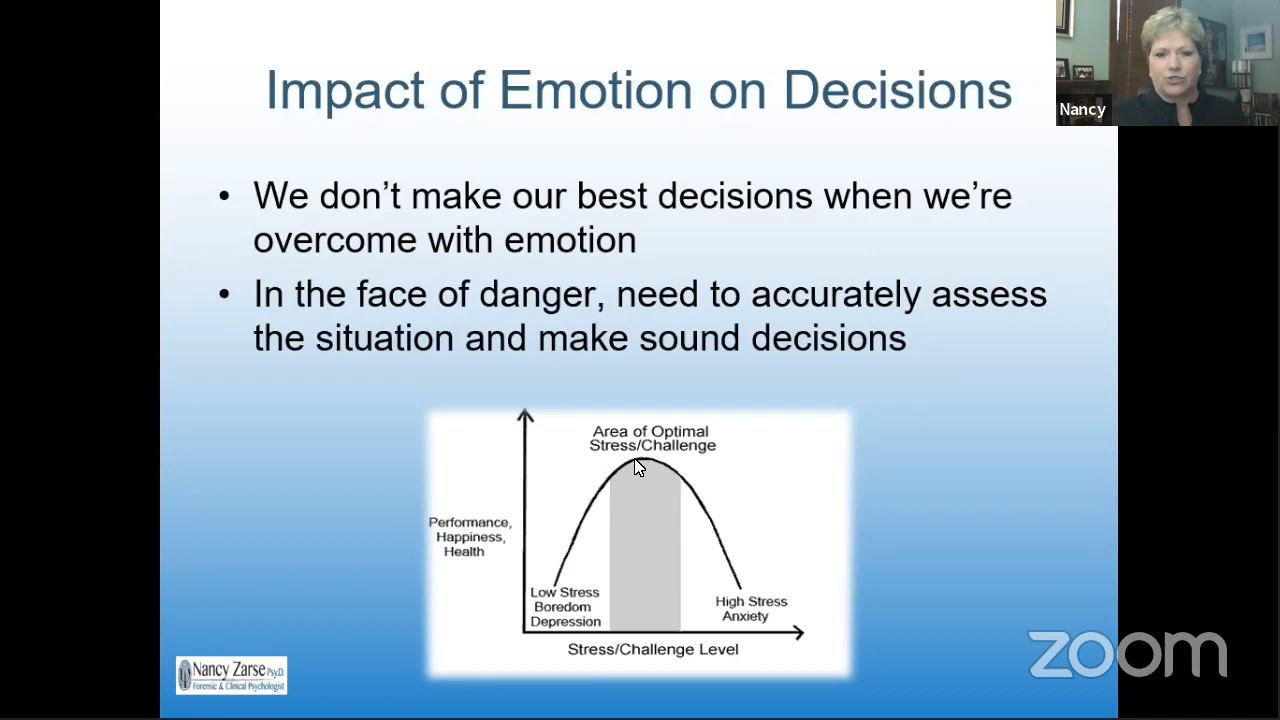 Impact of Emotion on Decisions
Nancy
• We don't make our best decisions when we're
overcome with emotion
• In the face of danger, need to accurately assess
the situation and make sound decisions
Area of Optimal
Stress/Challenge
Performance,
Happiness,
Health
Low Stress
Boredom
Depression
High Stress
Anxiety
Stress/Challenge Level
Nancy Zarse Psy.D.
Forensic & Clinical Psychologist
zoom